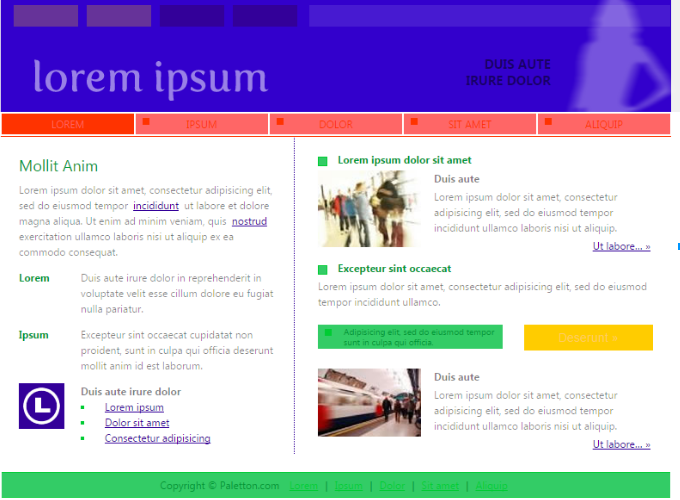 lorem ipsum
DUIS AUTE
IRURE DOLOR
LOREM
IPSUM
DOLOR
SIT AMET
ALIQUIP
Mollit Anim
Lorem ipsum dolor sit amet, consectetur adipisicing elit,
sed do eiusmod tempor incididunt ut labore et dolore
magna aliqua. Ut enim ad minim veniam, quis nostrud
exercitation ullamco laboris nisi ut aliquip ex ea
commodo consequat.
Lorem
Duis aute irure dolor in reprehenderit in
voluptate velit esse cillum dolore eu fugiat
nulla pariatur.
Ipsum
Excepteur sint occaecat cupidatat non
proident, sunt in culpa qui officia deserunt
mollit anim id est laborum.
Duis aute irure dolor
Lorem ipsum
Dolor sit amet
Consectetur adipisicing
Lorem ipsum dolor sit amet
Duis aute
Lorem ipsum dolor sit amet, consectetur
adipisicing elit, sed do eiusmod tempor
incididunt ullamco laboris nisi ut aliquip.
Ut labore... »
Excepteur sint occaecat
Lorem ipsum dolor sit amet, consectetur adipisicing elit, sed do eiusmod
tempor incididunt ullamco.
Adipisicing elit, sed do eiusmod tempor
sunt in culpa qui officia.
Deserunt »
Duis aute
Lorem ipsum dolor sit amet, consectetur
adipisicing elit, sed do eiusmod tempor
incididunt ullamco laboris nisi ut aliquip.
Ut labore... »
Copyright © Paletton.com Lorem | Ipsum | Dolor | Sit amet | Aliquip